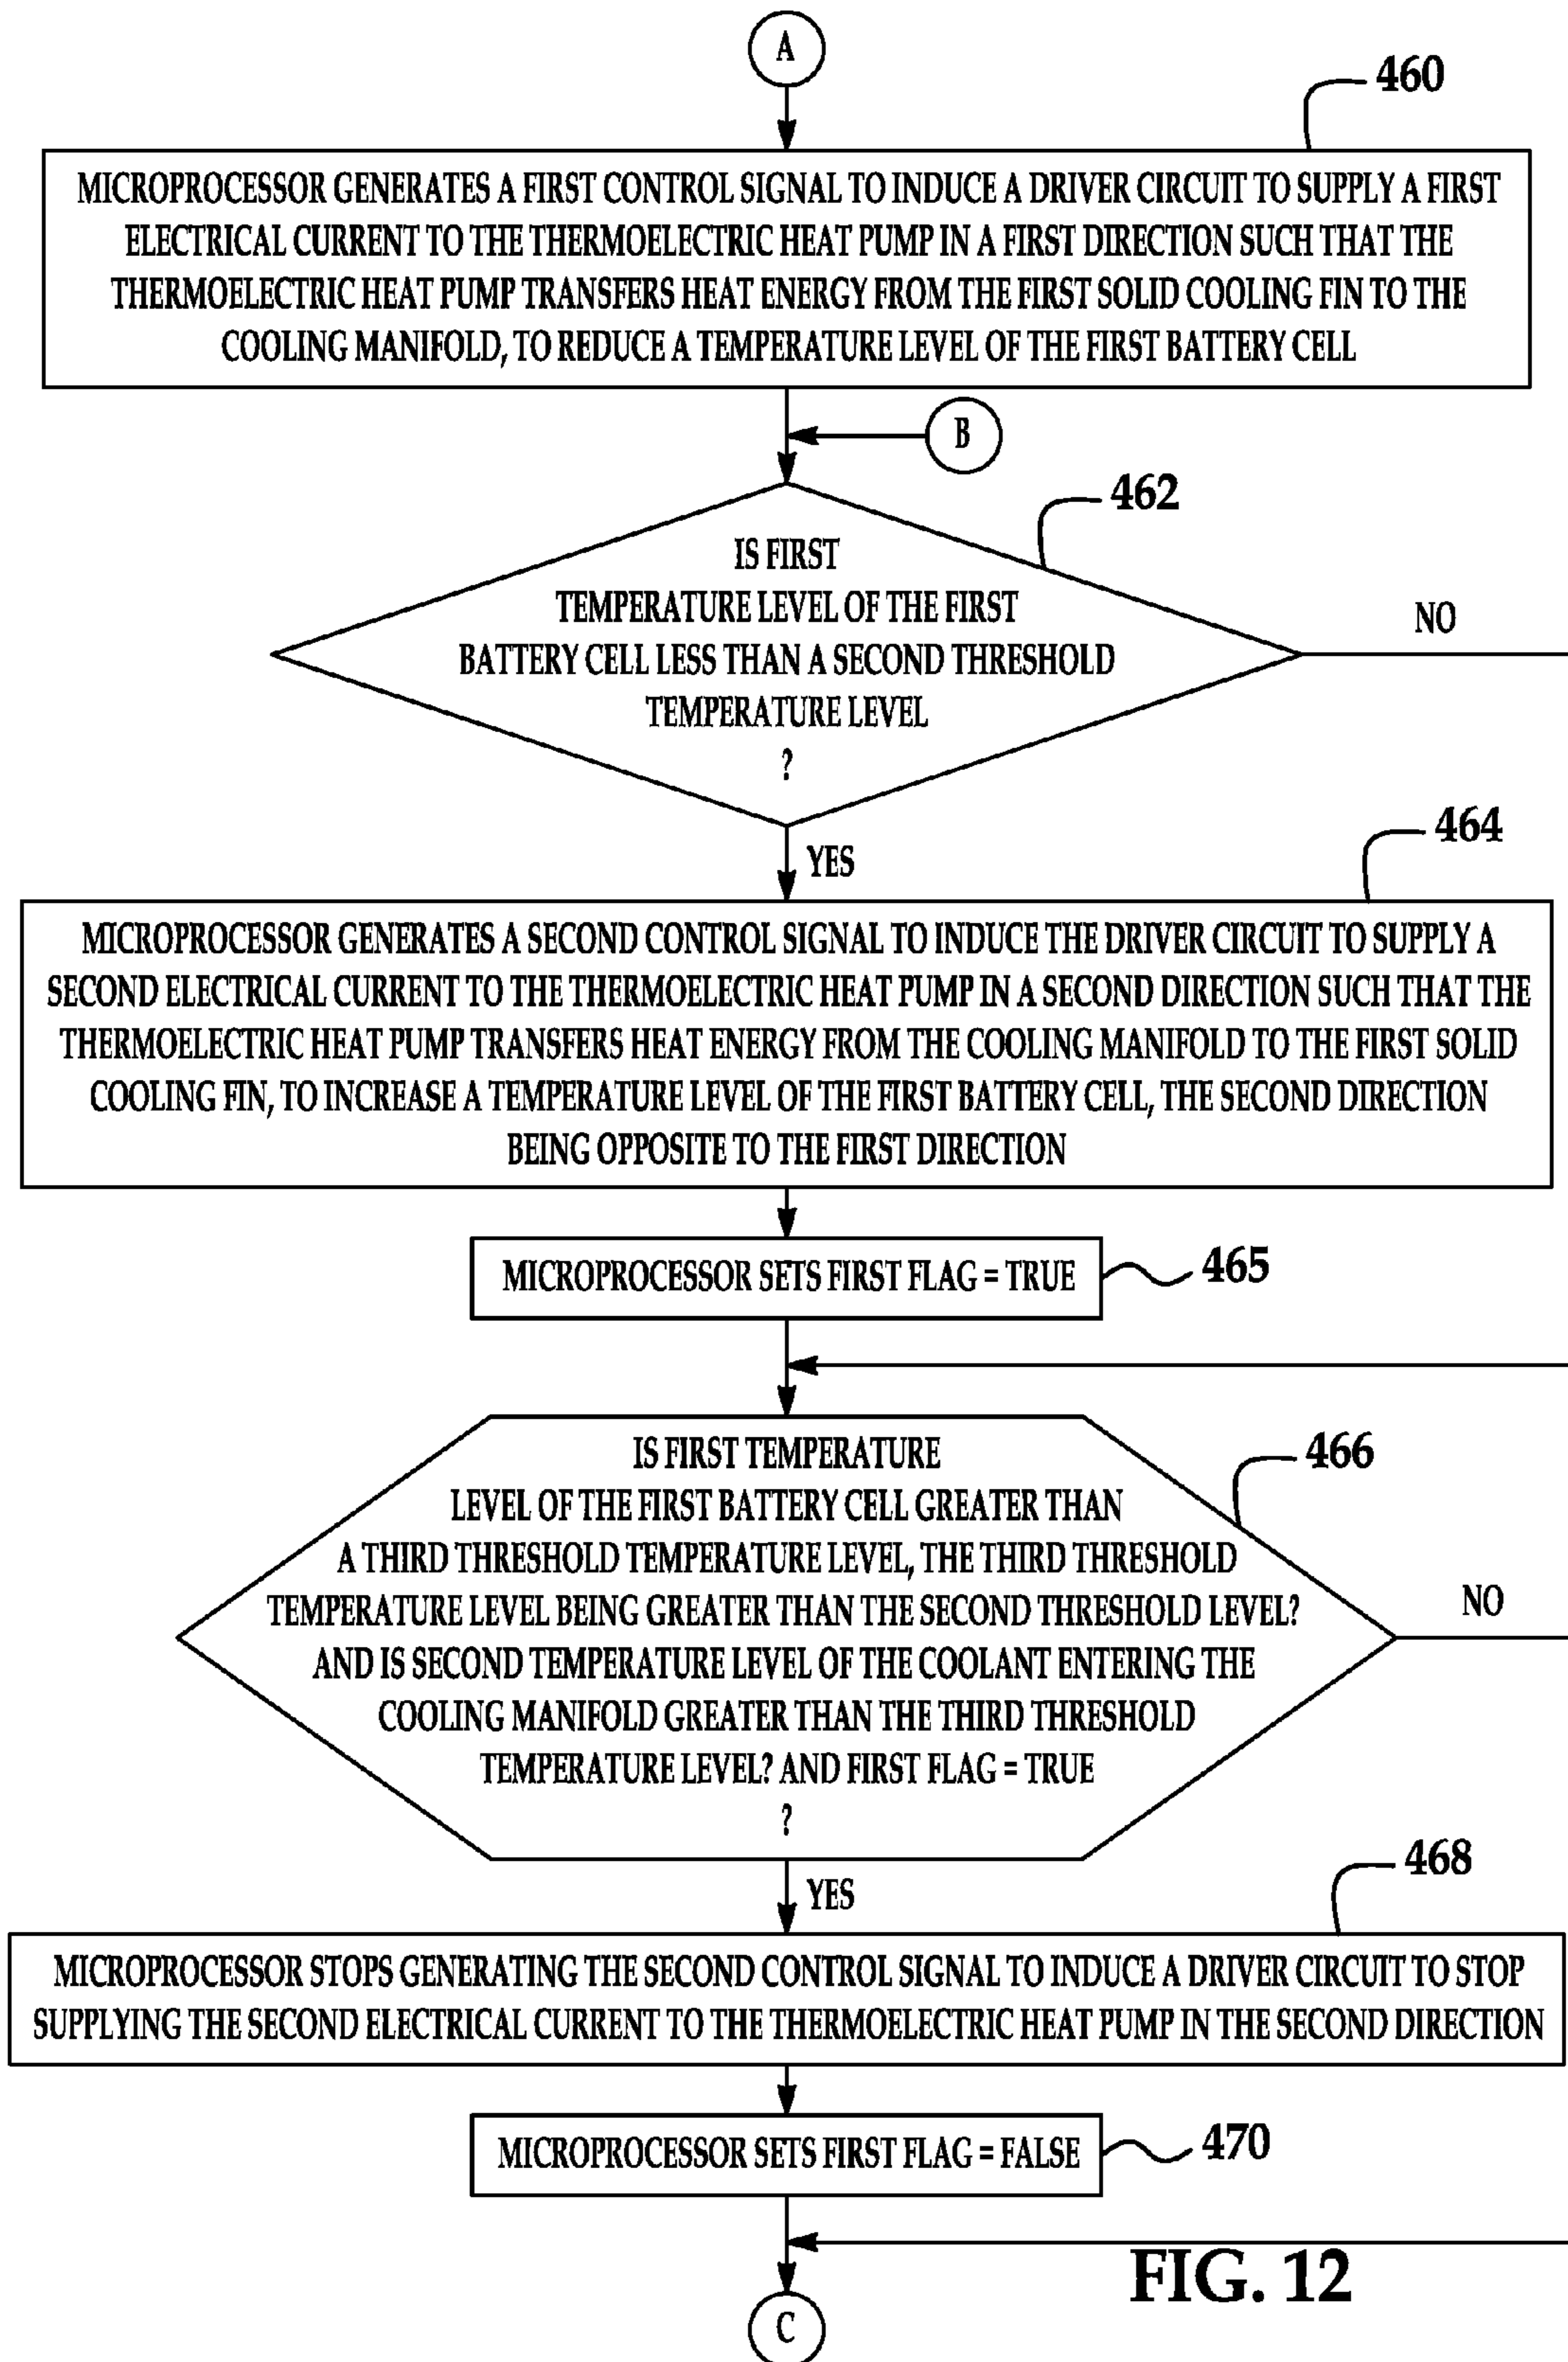 A
460
MICROPROCESSOR GENERATES A FIRST CONTROL SIGNAL TO INDUCE A DRIVER CIRCUIT TO SUPPLY A FIRST
ELECTRICAL CURRENT TO THE THERMOELECTRIC HEAT PUMP IN A FIRST DIRECTION SUCH THAT THE
THERMOELECTRIC HEAT PUMP TRANSFERS HEAT ENERGY FROM THE FIRST SOLID COOLING FIN TO THE
COOLING MANIFOLD, TO REDUCE A TEMPERATURE LEVEL OF THE FIRST BATTERY CELL
B
462
IS FIRST
TEMPERATURE LEVEL OF THE FIRST
BATTERY CELL LESS THAN A SECOND THRESHOLD
TEMPERATURE LEVEL
?
NO
YES
464
MICROPROCESSOR GENERATES A SECOND CONTROL SIGNAL TO INDUCE THE DRIVER CIRCUIT TO SUPPLY A
SECOND ELECTRICAL CURRENT TO THE THERMOELECTRIC HEAT PUMP IN A SECOND DIRECTION SUCH THAT THE
THERMOELECTRIC HEAT PUMP TRANSFERS HEAT ENERGY FROM THE COOLING MANIFOLD TO THE FIRST SOLID
COOLING FIN, TO INCREASE A TEMPERATURE LEVEL OF THE FIRST BATTERY CELL, THE SECOND DIRECTION
BEING OPPOSITE TO THE FIRST DIRECTION
MICROPROCESSOR SETS FIRST FLAG = TRUE
465
466
IS FIRST TEMPERATURE
LEVEL OF THE FIRST BATTERY CELL GREATER THAN
A THIRD THRESHOLD TEMPERATURE LEVEL, THE THIRD THRESHOLD
TEMPERATURE LEVEL BEING GREATER THAN THE SECOND THRESHOLD LEVEL?
AND IS SECOND TEMPERATURE LEVEL OF THE COOLANT ENTERING THE
COOLING MANIFOLD GREATER THAN THE THIRD THRESHOLD
TEMPERATURE LEVEL? AND FIRST FLAG = TRUE
?
NO
YES
468
MICROPROCESSOR STOPS GENERATING THE SECOND CONTROL SIGNAL TO INDUCE A DRIVER CIRCUIT TO STOP
SUPPLYING THE SECOND ELECTRICAL CURRENT TO THE THERMOELECTRIC HEAT PUMP IN THE SECOND DIRECTION
MICROPROCESSOR SETS FIRST FLAG = FALSE
470
FIG. 12
C